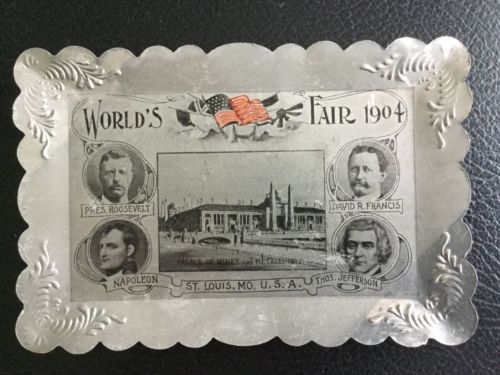 WORLD'S FAIR 1904
PRES. ROOSEVELT
DAVID R. FRANCIS
PALACE OF MINES AND METALLURGY
NAPOLEON
THOS. JEFFERSON
ST. LOUIS, MO. U.S.A.